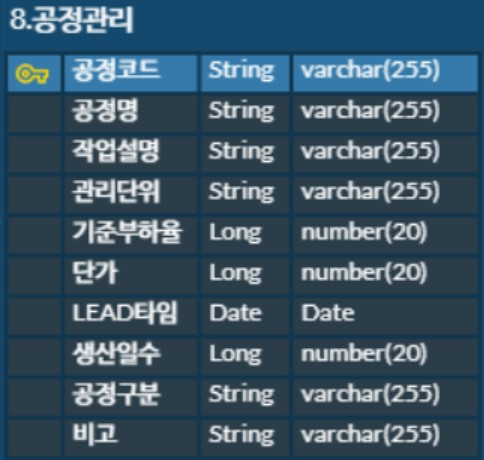 8.공정관리
공정코드 String varchar(255)
공정명 String varchar(255)
작업설명 String varchar(255)
관리단위 String varchar(255)
기준부하율 Long number(20)
단가 Long number(20)
LEAD타임 Date Date
생산일수 Long number(20)
공정구분 String varchar(255)
비고 String varchar(255)